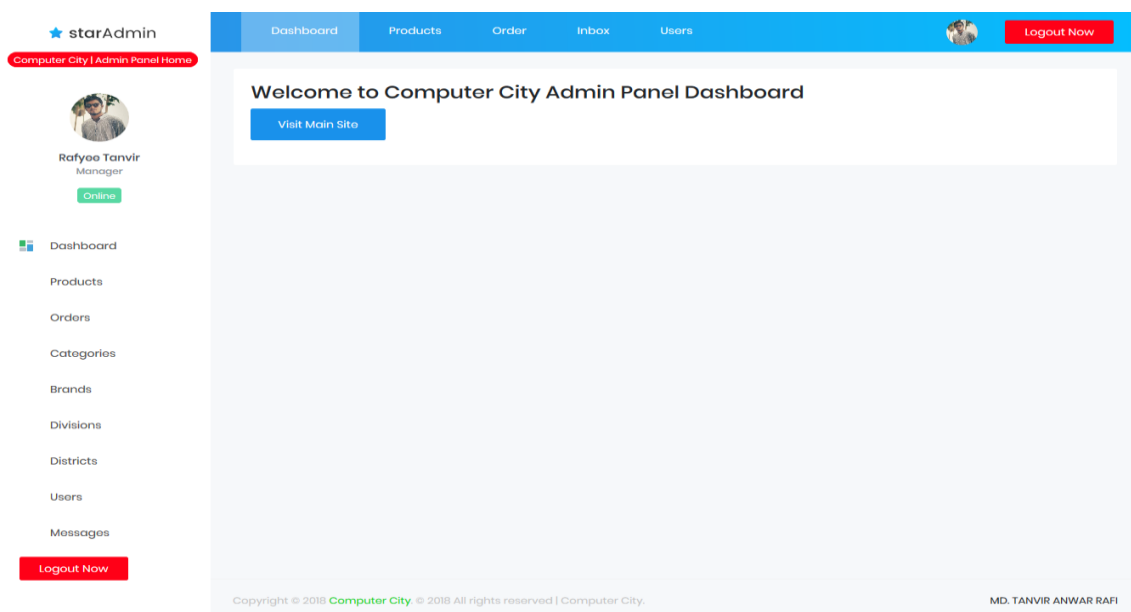 starAdmin
Computer City | Admin Panel Home
Rafyee Tanvir
Manager
Online
Dashboard
Products
Orders
Categories
Brands
Divisions
Districts
Users
Messages
Logout Now
Dashboard Products Order Inbox Users Logout Now
Welcome to Computer City Admin Panel Dashboard
Visit Main Site
Copyright © 2018 Computer City. © 2018 All rights reserved | Computer City. MD. TANVIR ANWAR RAFI